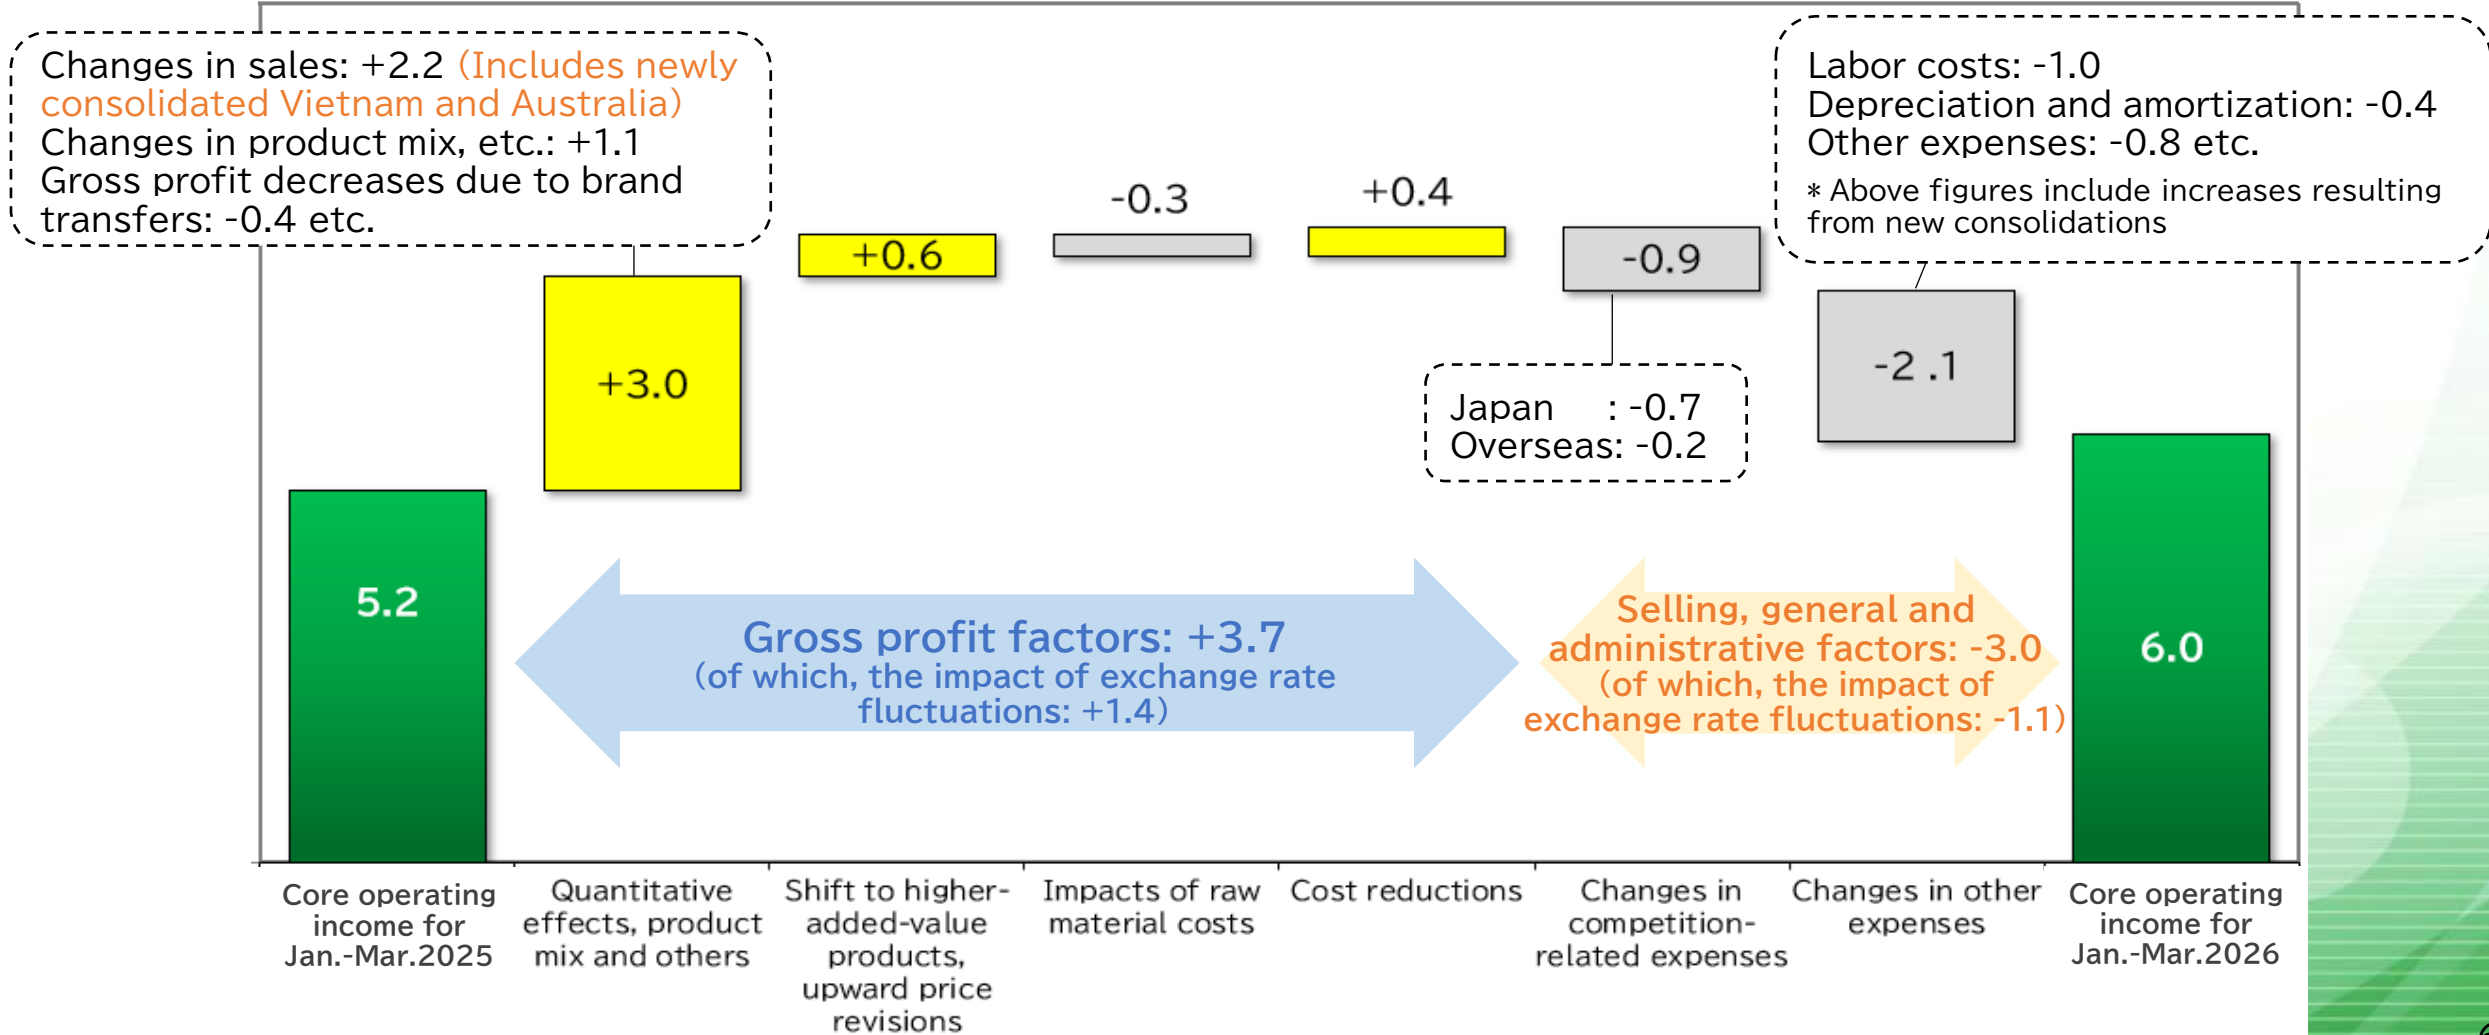 Changes in sales: +2.2 (Includes newly
consolidated Vietnam and Australia)
Changes in product mix, etc.: +1.1
Gross profit decreases due to brand
transfers: -0.4 etc.
Labor costs: -1.0
Depreciation and amortization: -0.4
Other expenses: -0.8 etc.
* Above figures include increases resulting
from new consolidations
5.2
+3.0
+0.6
-0.3
+0.4
-0.9
-2 .1
6.0
Japan : -0.7
Overseas: -0.2
Gross profit factors: +3.7
(of which, the impact of exchange rate
fluctuations: +1.4)
Selling, general and
administrative factors: -3.0
(of which, the impact of
exchange rate fluctuations: -1.1)
Core operating
income for
Jan.-Mar.2025
Quantitative
effects, product
mix and others
Shift to higher-
added-value
products,
upward price
revisions
Impacts of raw
material costs
Cost reductions
Changes in
competition-
related expenses
Changes in other
expenses
Core operating
income for
Jan.-Mar.2026